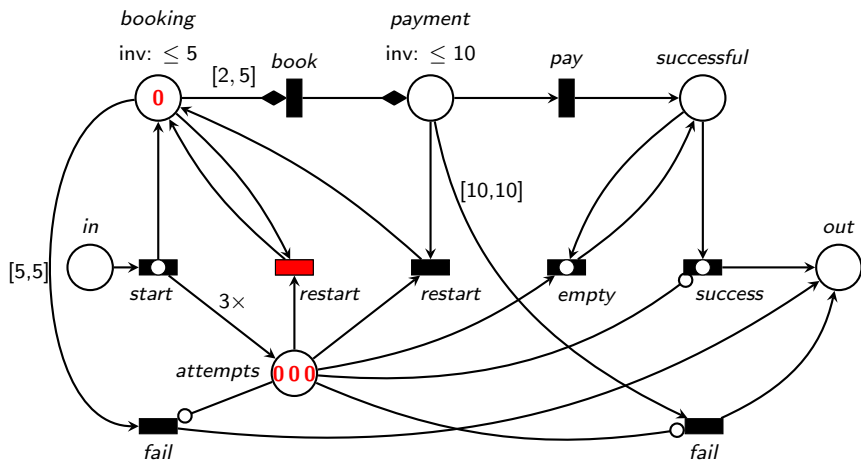 booking
payment
inv: ≤ 5
[2, 5]
book
inv: ≤ 10
pay
successful
0
[10,10]
in
out
[5,5]
start
3×
restart
restart
empty
success
attempts
0 0 0
fail
fail